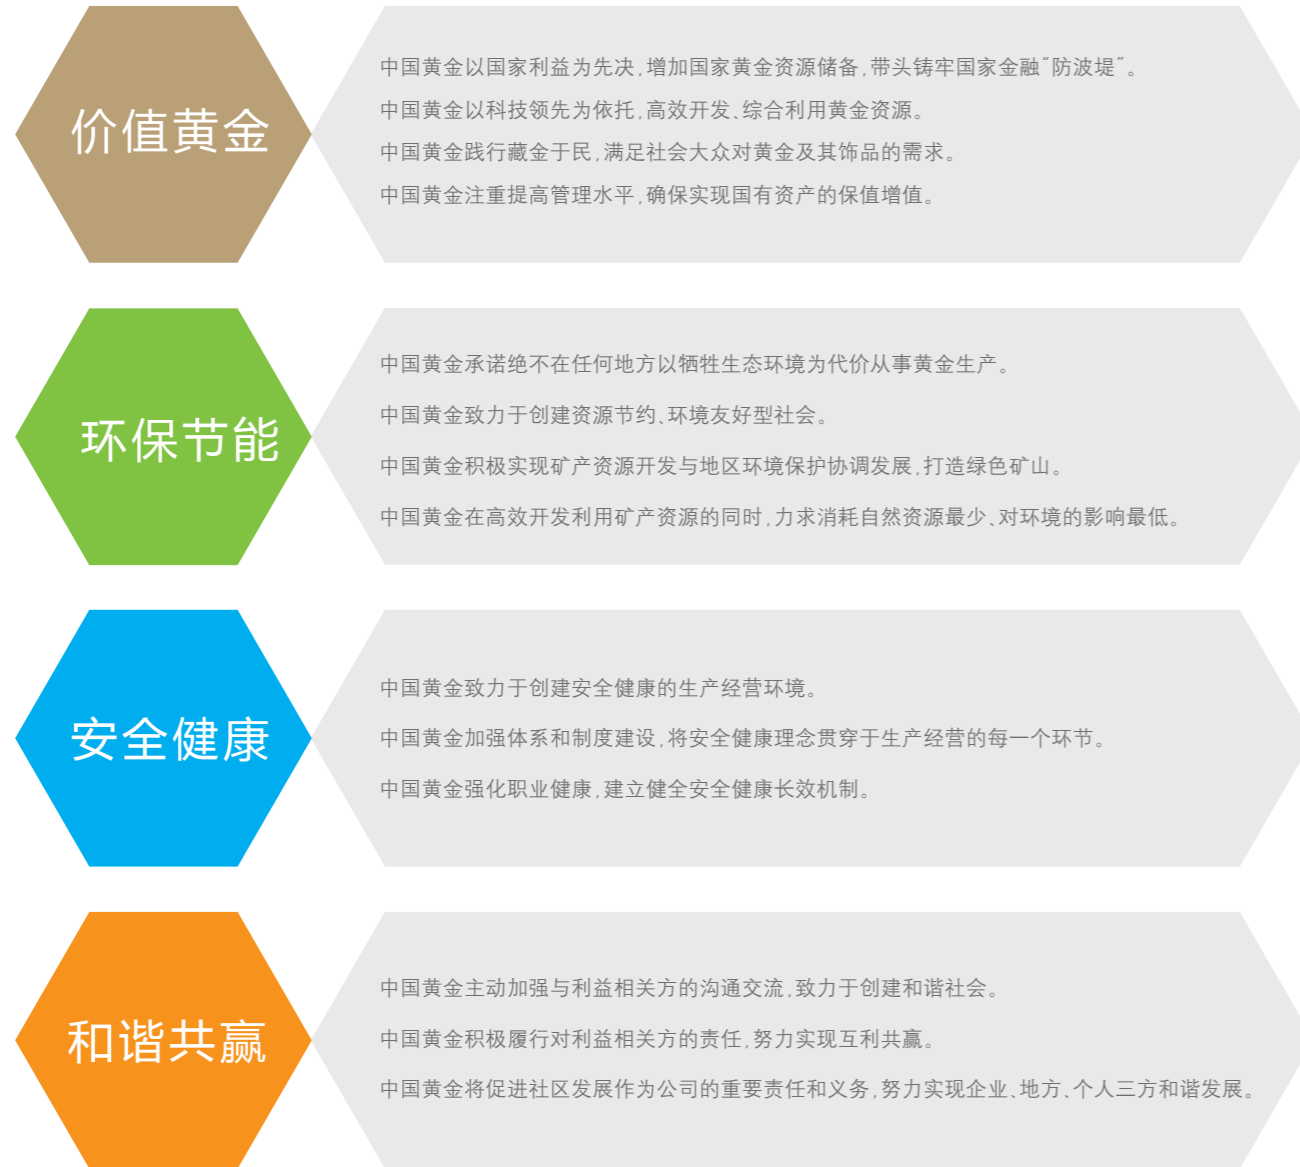 价值黄金
中国黄金以国家利益为先决,增加国家黄金资源储备,带头铸牢国家金融“防波堤”。
中国黄金以科技领先为依托,高效开发、综合利用黄金资源。
中国黄金践行藏金于民,满足社会大众对黄金及其饰品的需求。
中国黄金注重提高管理水平,确保实现国有资产的保值增值。
环保节能
中国黄金承诺绝不在任何地方以牺牲生态环境为代价从事黄金生产。
中国黄金致力于创建资源节约、环境友好型社会。
中国黄金积极实现矿产资源开发与地区环境保护协调发展,打造绿色矿山。
中国黄金在高效开发利用矿产资源的同时,力求消耗自然资源最少、对环境的影响最低。
安全健康
中国黄金致力于创建安全健康的生产经营环境。
中国黄金加强体系和制度建设,将安全健康理念贯穿于生产经营的每一个环节。
中国黄金强化职业健康,建立健全安全健康长效机制。
和谐共赢
中国黄金主动加强与利益相关方的沟通交流,致力于创建和谐社会。
中国黄金积极履行对利益相关方的责任,努力实现互利共赢。
中国黄金将促进社区发展作为公司的重要责任和义务,努力实现企业、地方、个人三方和谐发展。